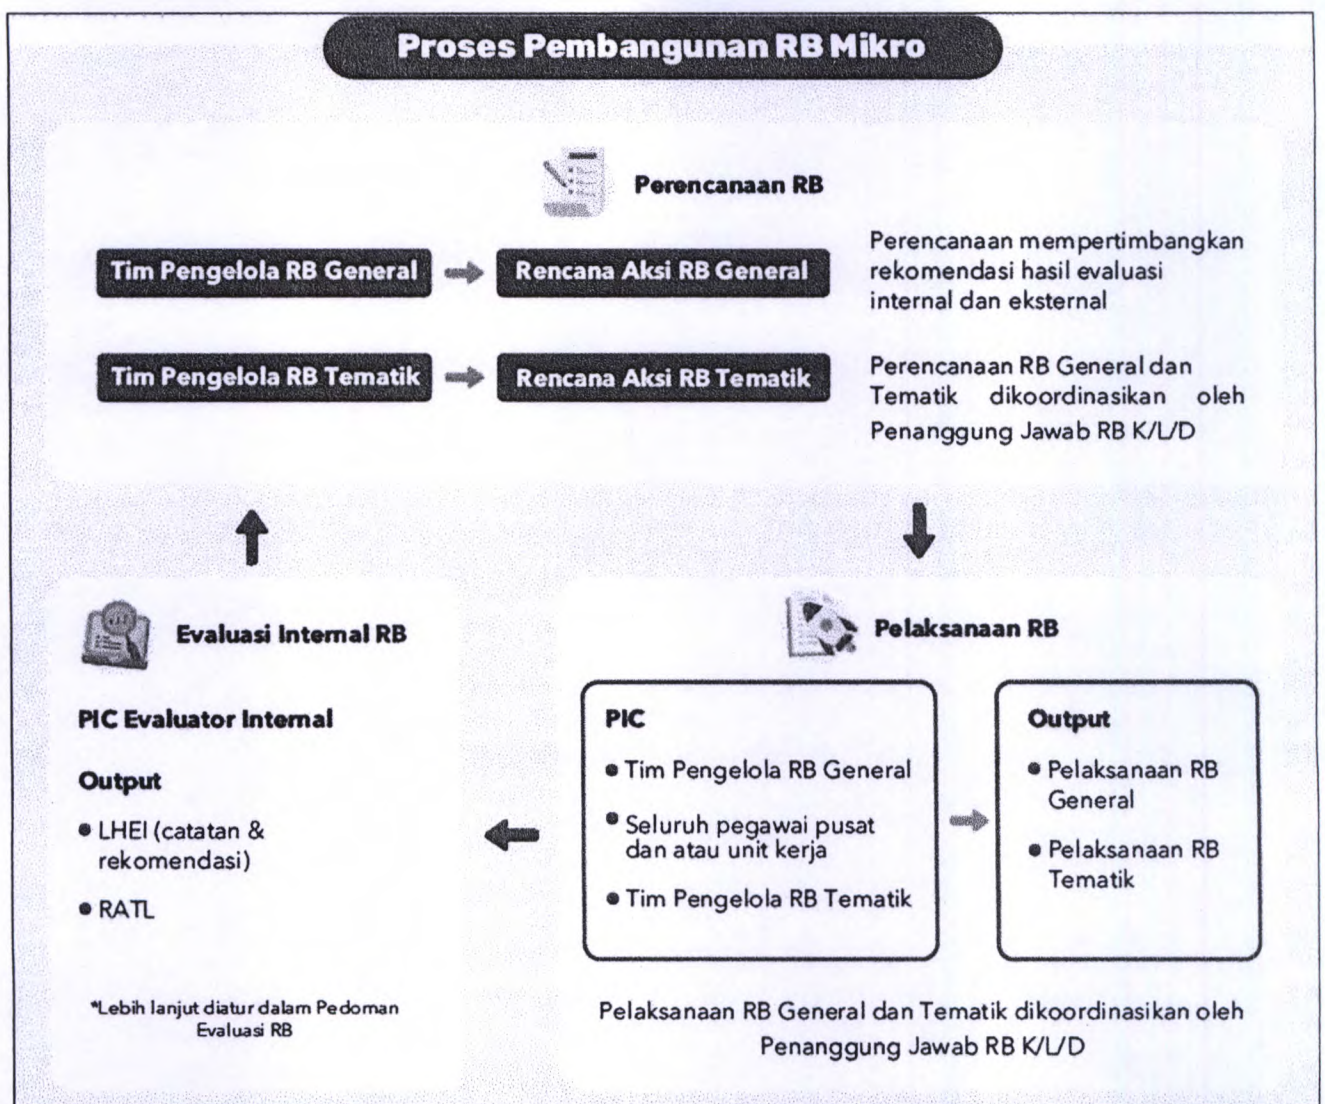 Proses Pembangunan RB Mikro
Perencanaan RB
Tim Pengelola RB General
Rencana Aksi RB General
Perencanaan mempertimbangkan
rekomendasi hasil evaluasi
internal dan eksternal
Tim Pengelola RB Tematik
Rencana Aksi RB Tematik
Perencanaan RB General dan
Tematik dikoordinasikan oleh
Penanggung Jawab RB K/L/D
Evaluasi Internal RB
PIC Evaluator Internal
Output
• LHEI (catatan &
rekomendasi)
• RATL
*Lebih lanjut diatur dalam Pedoman
Evaluasi RB
Pelaksanaan RB
PIC
• Tim Pengelola RB General
• Seluruh pegawai pusat
dan atau unit kerja
• Tim Pengelola RB Tematik
Output
• Pelaksanaan RB
General
• Pelaksanaan RB
Tematik
Pelaksanaan RB General dan Tematik dikoordinasikan oleh
Penanggung Jawab RB K/L/D